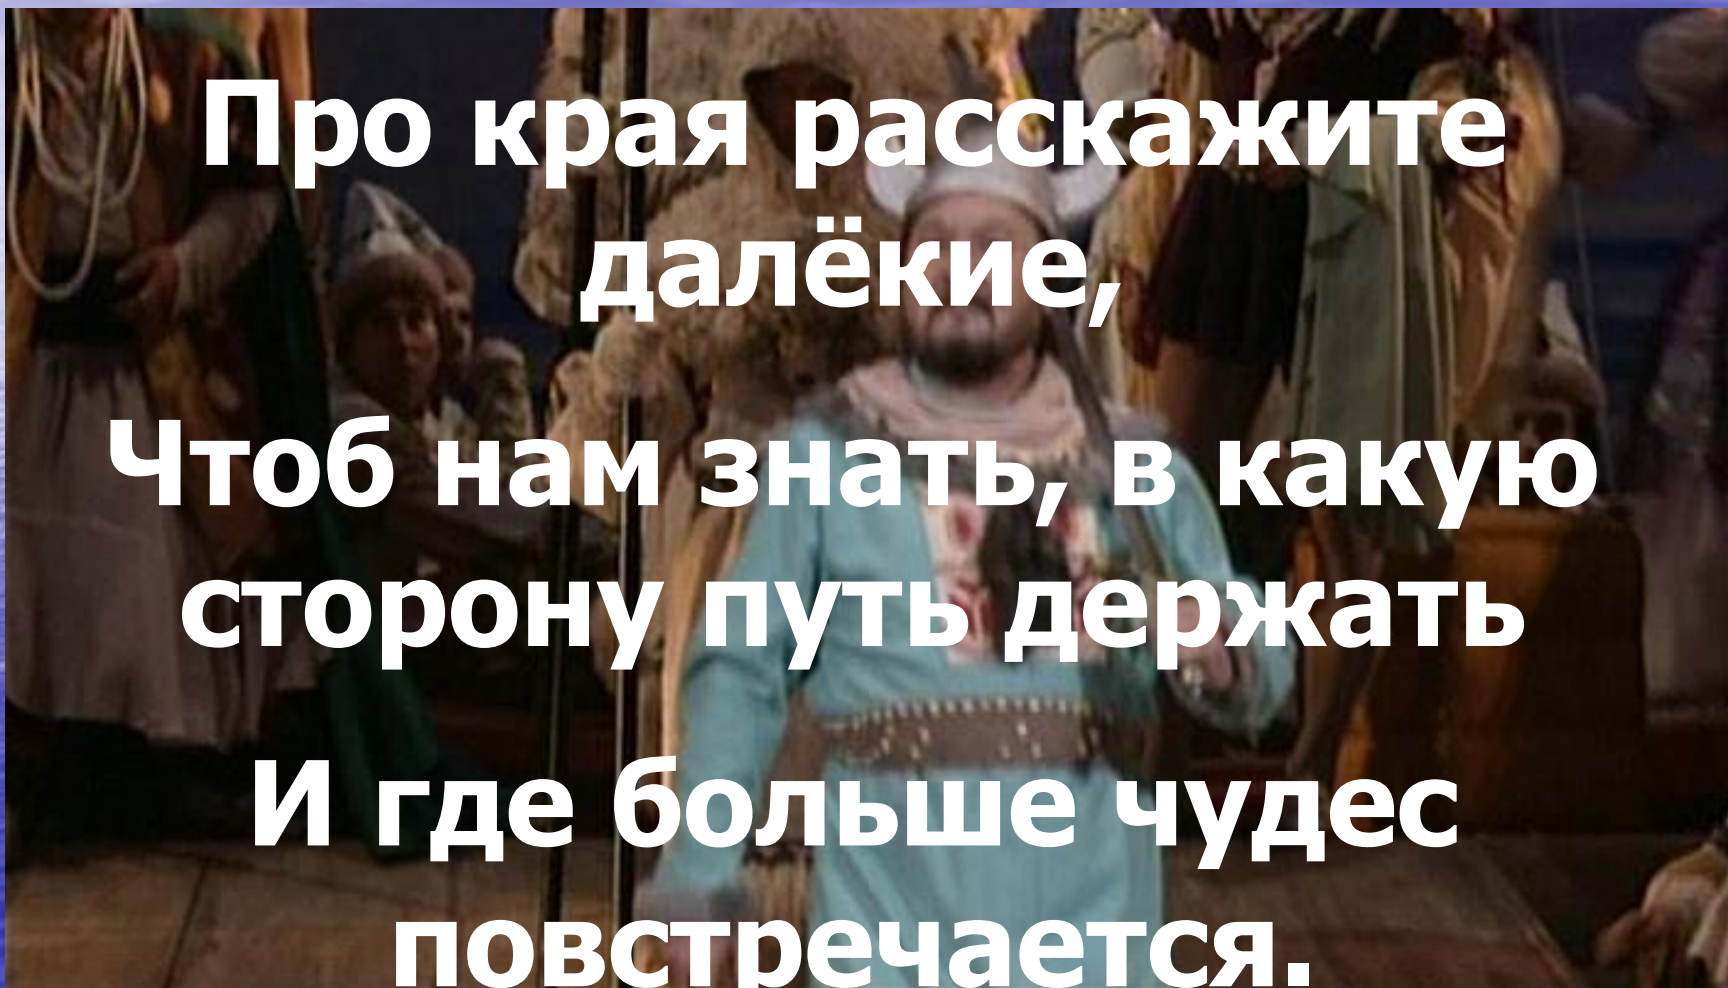 Про края расскажите
далёкие,
Чтоб нам знать, в какую
сторону путь держать
И где больше чудес
повстречается.